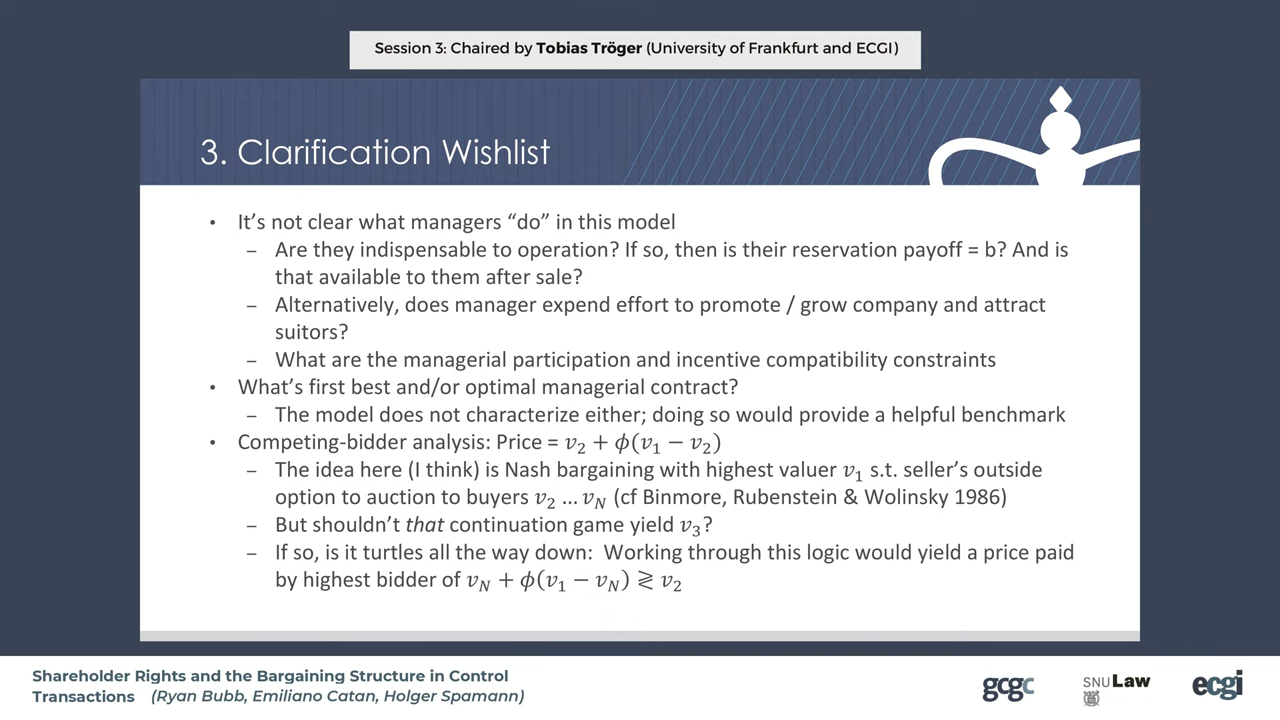 Session 3: Chaired by Tobias Tröger (University of Frankfurt and ECGI)
3. Clarification Wishlist
• It's not clear what managers “do” in this model
– Are they indispensable to operation? If so, then is their reservation payoff = b? And is
that available to them after sale?
– Alternatively, does manager expend effort to promote / grow company and attract
suitors?
– What are the managerial participation and incentive compatibility constraints
• What's first best and/or optimal managerial contract?
– The model does not characterize either; doing so would provide a helpful benchmark
• Competing-bidder analysis: Price = v₂ + ϕ(v₁ − v₂)
– The idea here (I think) is Nash bargaining with highest valuer v₁ s.t. seller's outside
option to auction to buyers v₂ … v_N (cf Binmore, Rubenstein & Wolinsky 1986)
– But shouldn't that continuation game yield v₃?
– If so, is it turtles all the way down: Working through this logic would yield a price paid
by highest bidder of v_N + ϕ(v₁ − v_N) ≷ v₂
Shareholder Rights and the Bargaining Structure in Control
Transactions (Ryan Bubb, Emiliano Catan, Holger Spamann)
gcgc
SNU Law
ecgi